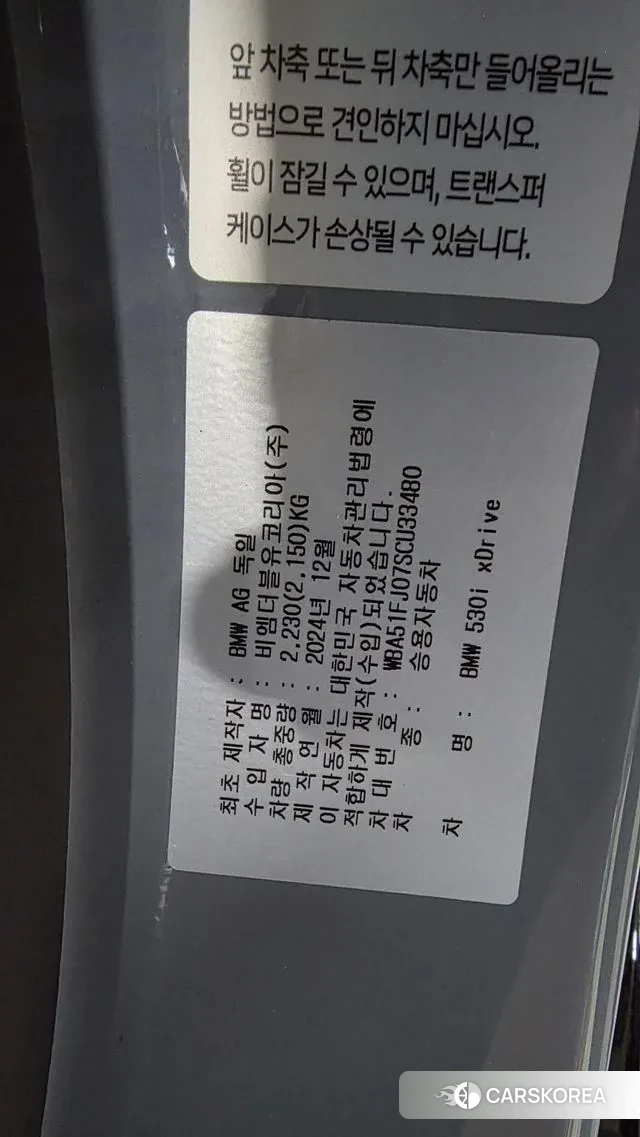 앞 차축 또는 뒤 차축만 들어올리는
방법으로 견인하지 마십시오.
휠이 잠길 수 있으며, 트랜스퍼
케이스가 손상될 수 있습니다.
최초 제작자 : BMW AG 독일
수 입 자 명 : 비엠더블유코리아(주)
차량 총중량 : 2,230(2,150)KG
제 작 연 월 : 2024년 12월
이 자동차는 대한민국 자동차관리법령에
적합하게 제작(수입)되었습니다.
차 대 번 호 : WBA51FJ07SCU33480
차 종 : 승용자동차
차 명 : BMW 530i xDrive
CARSKOREA